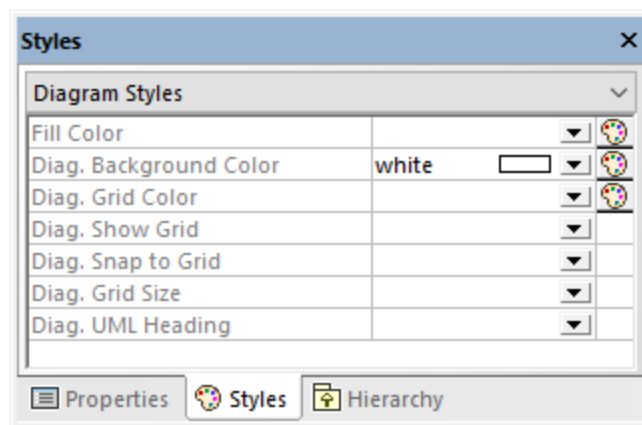 Styles
Diagram Styles
Fill Color
Diag. Background Color white
Diag. Grid Color
Diag. Show Grid
Diag. Snap to Grid
Diag. Grid Size
Diag. UML Heading
Properties Styles Hierarchy